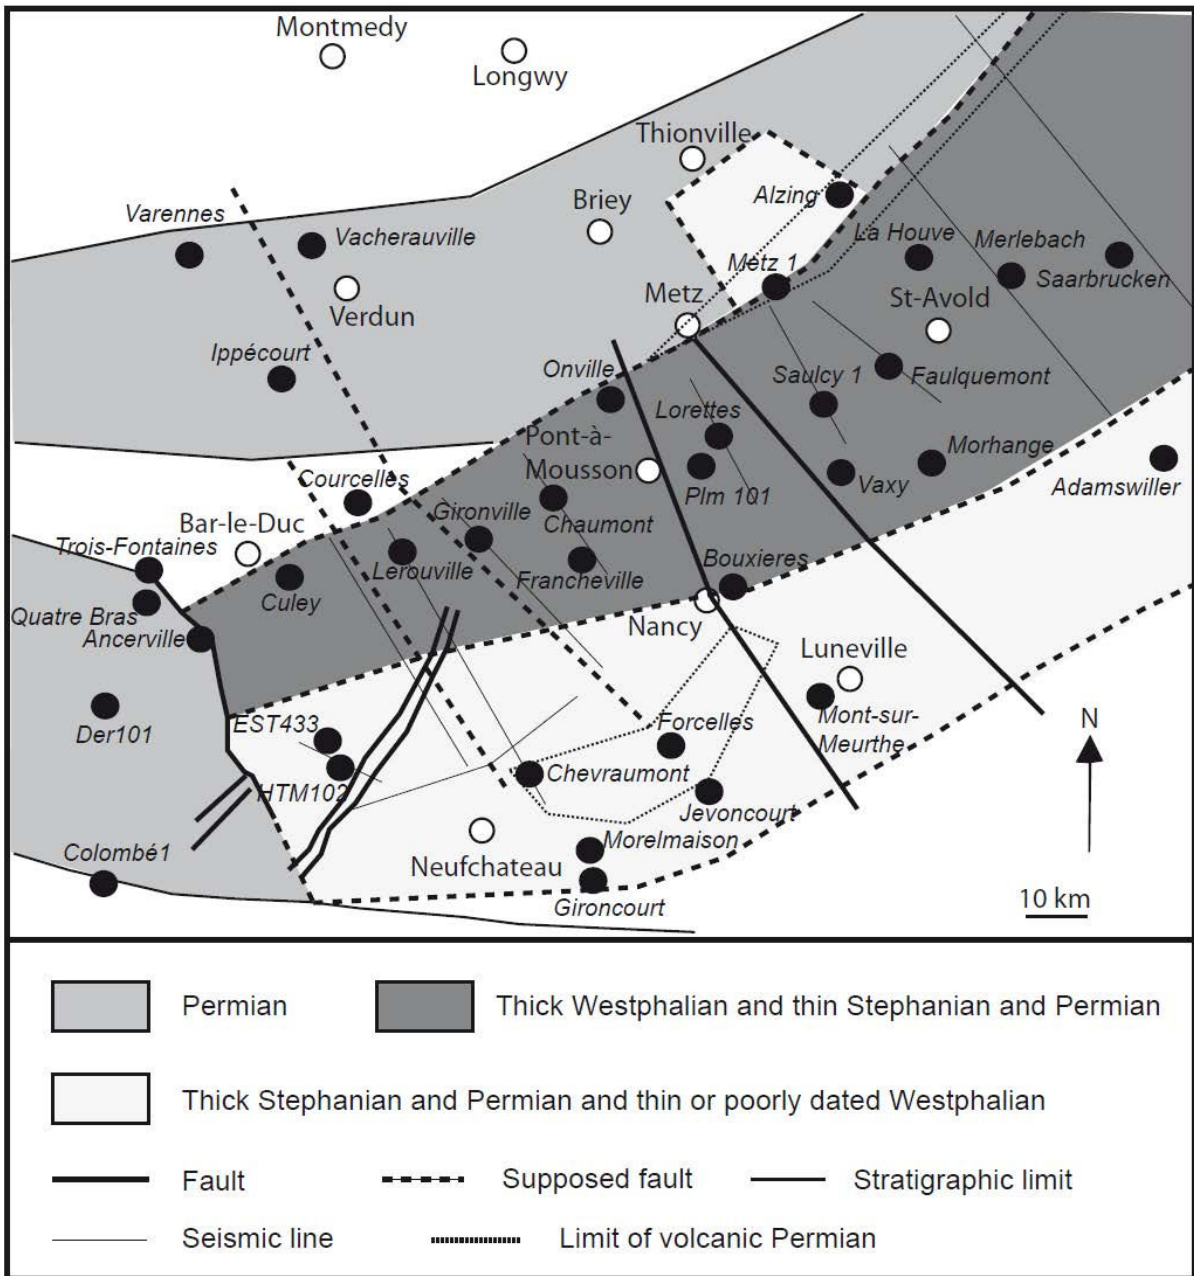 Montmedy
Longwy
Thionville
Alzing
Briey
Varennes
Vacherauville
La Houve
Merlebach
Metz 1
Saarbrucken
Metz
St-Avold
Verdun
Ippécourt
Onville
Saulcy 1
Faulquemont
Lorettes
Pont-à-
Mousson
Morhange
Plm 101
Vaxy
Adamswiller
Courcelles
Gironville
Chaumont
Bar-le-Duc
Trois-Fontaines
Lerouville
Francheville
Bouxieres
Culey
Quatre Bras
Ancerville
Nancy
Luneville
Der101
EST433
Forcelles
Mont-sur-
Meurthe
N
HTM102
Chevraumont
Jevoncourt
Morelmaison
Colombé1
Neufchateau
Gironcourt
10 km
Permian
Thick Westphalian and thin Stephanian and Permian
Thick Stephanian and Permian and thin or poorly dated Westphalian
Fault
Supposed fault
Stratigraphic limit
Seismic line
Limit of volcanic Permian